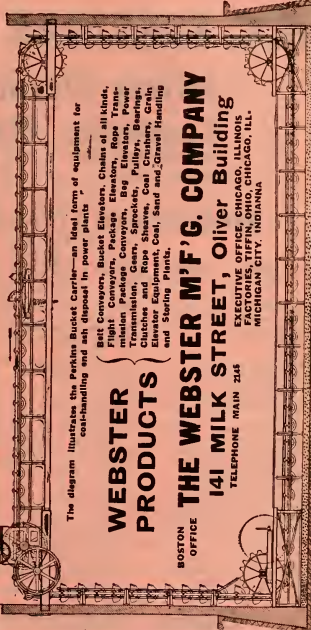 The diagram illustrates the Perkins Bucket Carrier—an ideal form of equipment for
coal-handling and ash disposal in power plants
WEBSTER
PRODUCTS
Belt Conveyors, Bucket Elevators, Chains of all kinds,
Flight Conveyors, Package Elevators, Rope Trans-
mission Package Conveyors, Bag Elevators, Power
Transmission, Gears, Sprockets, Pulleys, Bearings,
Clutches and Rope Sheaves, Coal Crushers, Grain
Elevator Equipment, Coal, Sand and Gravel Handling
and Storing Plants.
BOSTON
OFFICE
THE WEBSTER M'F'G. COMPANY
141 MILK STREET, Oliver Building
TELEPHONE MAIN 2146
EXECUTIVE OFFICE, CHICAGO, ILLINOIS
FACTORIES, TIFFIN, OHIO, CHICAGO, ILL.
MICHIGAN CITY, INDIANNA